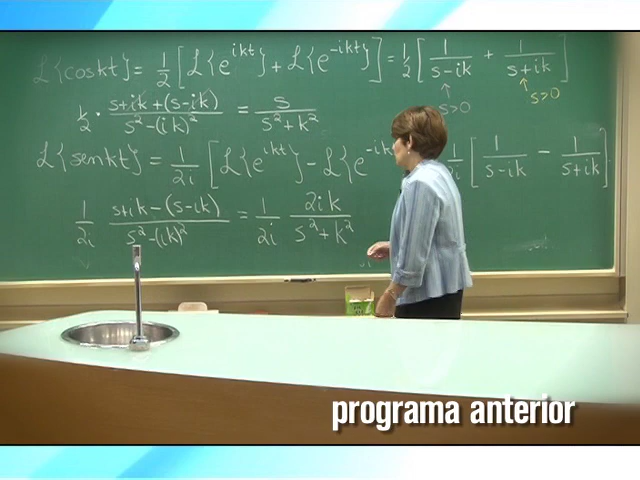 ℒ{coskt} = 1/2 [ℒ{e^{ikt}} + ℒ{e^{-ikt}}] = 1/2 [1/(s-ik) + 1/(s+ik)]
↑ s>0 ↑ s>0
1/2 · (s+ik+(s-ik))/(s²-(ik)²) = s/(s²+k²)
ℒ{senkt} = 1/2i [ℒ{e^{ikt}} - ℒ{e^{-ik 1/2i [1/(s-ik) - 1/(s+ik)]
1/2i (s+ik-(s-ik))/(s²-(ik)²) = 1/2i 2ik/(s²+k²)
programa anterior